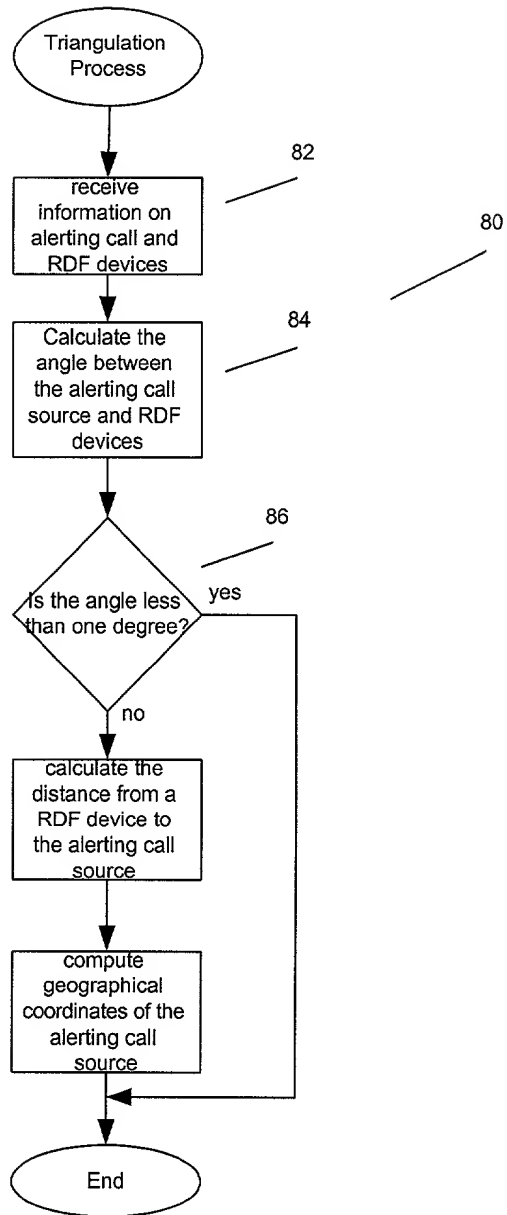 Triangulation
Process
82
receive
information on
alerting call and
RDF devices
80
84
Calculate the
angle between
the alerting call
source and RDF
devices
86
Is the angle less
than one degree?
yes
no
calculate the
distance from a
RDF device to
the alerting call
source
compute
geographical
coordinates of the
alerting call
source
End